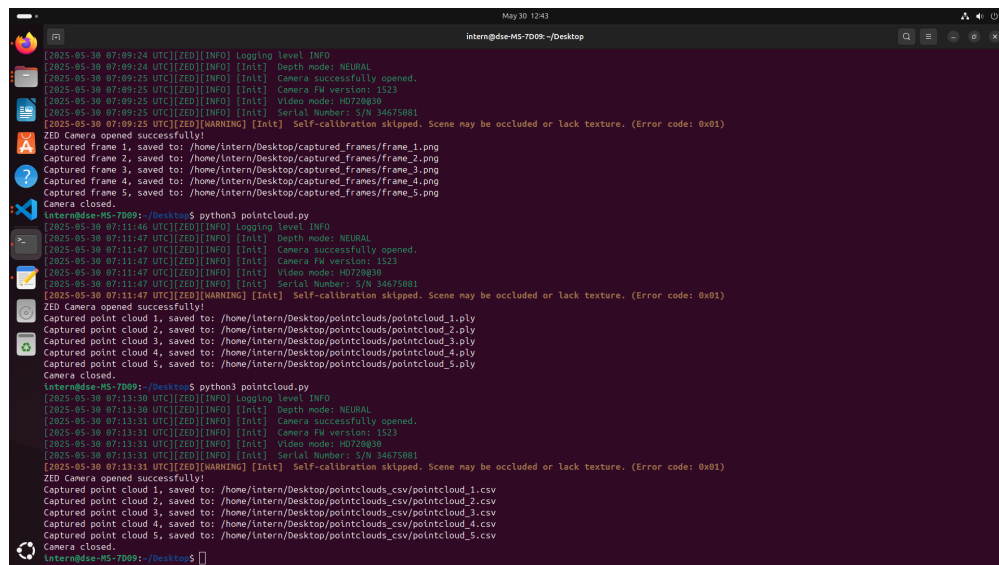 May 30 12:43
intern@dse-MS-7D09: ~/Desktop
[2025-05-30 07:09:24 UTC][ZED][INFO] Logging level INFO
[2025-05-30 07:09:24 UTC][ZED][INFO] [Init]  Depth mode: NEURAL
[2025-05-30 07:09:25 UTC][ZED][INFO] [Init]  Camera successfully opened.
[2025-05-30 07:09:25 UTC][ZED][INFO] [Init]  Camera FW version: 1523
[2025-05-30 07:09:25 UTC][ZED][INFO] [Init]  Video mode: HD720@30
[2025-05-30 07:09:25 UTC][ZED][INFO] [Init]  Serial Number: S/N 34675081
[2025-05-30 07:09:25 UTC][ZED][WARNING] [Init]  Self-calibration skipped. Scene may be occluded or lack texture. (Error code: 0x01)
ZED Camera opened successfully!
Captured frame 1, saved to: /home/intern/Desktop/captured_frames/frame_1.png
Captured frame 2, saved to: /home/intern/Desktop/captured_frames/frame_2.png
Captured frame 3, saved to: /home/intern/Desktop/captured_frames/frame_3.png
Captured frame 4, saved to: /home/intern/Desktop/captured_frames/frame_4.png
Captured frame 5, saved to: /home/intern/Desktop/captured_frames/frame_5.png
Camera closed.
intern@dse-MS-7D09:~/Desktop$ python3 pointcloud.py
[2025-05-30 07:11:46 UTC][ZED][INFO] Logging level INFO
[2025-05-30 07:11:47 UTC][ZED][INFO] [Init]  Depth mode: NEURAL
[2025-05-30 07:11:47 UTC][ZED][INFO] [Init]  Camera successfully opened.
[2025-05-30 07:11:47 UTC][ZED][INFO] [Init]  Camera FW version: 1523
[2025-05-30 07:11:47 UTC][ZED][INFO] [Init]  Video mode: HD720@30
[2025-05-30 07:11:47 UTC][ZED][INFO] [Init]  Serial Number: S/N 34675081
[2025-05-30 07:11:47 UTC][ZED][WARNING] [Init]  Self-calibration skipped. Scene may be occluded or lack texture. (Error code: 0x01)
ZED Camera opened successfully!
Captured point cloud 1, saved to: /home/intern/Desktop/pointclouds/pointcloud_1.ply
Captured point cloud 2, saved to: /home/intern/Desktop/pointclouds/pointcloud_2.ply
Captured point cloud 3, saved to: /home/intern/Desktop/pointclouds/pointcloud_3.ply
Captured point cloud 4, saved to: /home/intern/Desktop/pointclouds/pointcloud_4.ply
Captured point cloud 5, saved to: /home/intern/Desktop/pointclouds/pointcloud_5.ply
Camera closed.
intern@dse-MS-7D09:~/Desktop$ python3 pointcloud.py
[2025-05-30 07:13:30 UTC][ZED][INFO] Logging level INFO
[2025-05-30 07:13:30 UTC][ZED][INFO] [Init]  Depth mode: NEURAL
[2025-05-30 07:13:31 UTC][ZED][INFO] [Init]  Camera successfully opened.
[2025-05-30 07:13:31 UTC][ZED][INFO] [Init]  Camera FW version: 1523
[2025-05-30 07:13:31 UTC][ZED][INFO] [Init]  Video mode: HD720@30
[2025-05-30 07:13:31 UTC][ZED][INFO] [Init]  Serial Number: S/N 34675081
[2025-05-30 07:13:31 UTC][ZED][WARNING] [Init]  Self-calibration skipped. Scene may be occluded or lack texture. (Error code: 0x01)
ZED Camera opened successfully!
Captured point cloud 1, saved to: /home/intern/Desktop/pointclouds_csv/pointcloud_1.csv
Captured point cloud 2, saved to: /home/intern/Desktop/pointclouds_csv/pointcloud_2.csv
Captured point cloud 3, saved to: /home/intern/Desktop/pointclouds_csv/pointcloud_3.csv
Captured point cloud 4, saved to: /home/intern/Desktop/pointclouds_csv/pointcloud_4.csv
Captured point cloud 5, saved to: /home/intern/Desktop/pointclouds_csv/pointcloud_5.csv
Camera closed.
intern@dse-MS-7D09:~/Desktop$